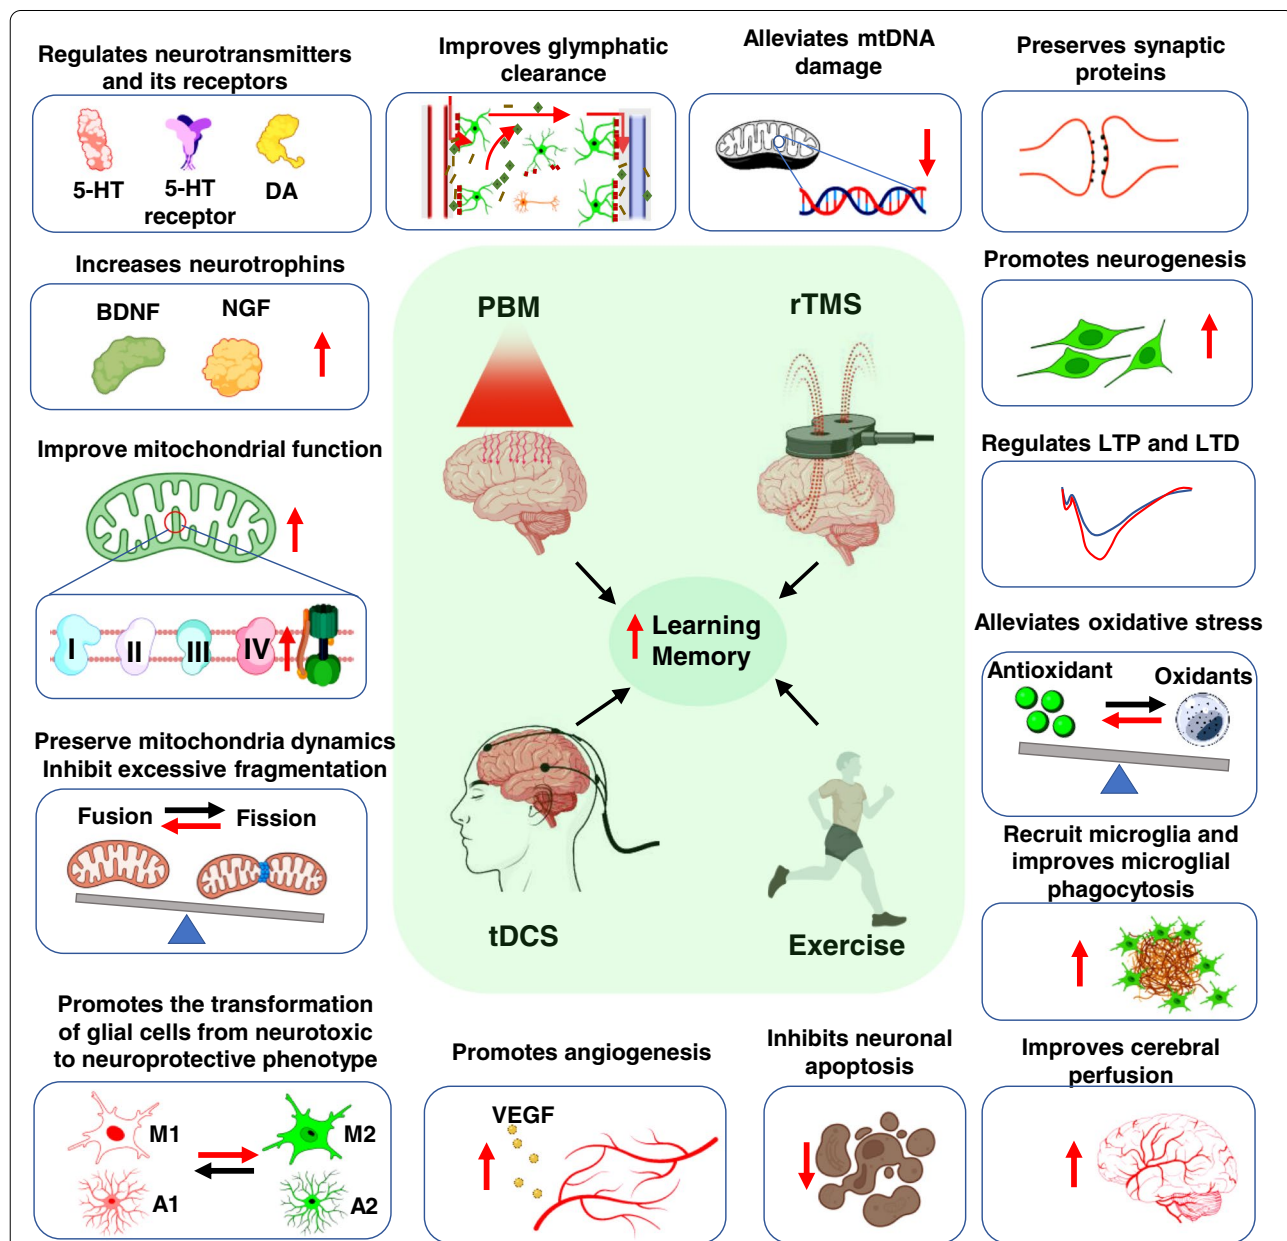 Regulates neurotransmitters
and its receptors
5-HT
5-HT
receptor
DA
Improves glymphatic
clearance
Alleviates mtDNA
damage
Preserves synaptic
proteins
Increases neurotrophins
BDNF
NGF
PBM
rTMS
Promotes neurogenesis
Improve mitochondrial function
I
II
III
IV
Regulates LTP and LTD
Learning
Memory
Alleviates oxidative stress
Antioxidant
Oxidants
Preserve mitochondria dynamics
Inhibit excessive fragmentation
Fusion
Fission
tDCS
Exercise
Recruit microglia and
improves microglial
phagocytosis
Promotes the transformation
of glial cells from neurotoxic
to neuroprotective phenotype
M1
M2
A1
A2
Promotes angiogenesis
VEGF
Inhibits neuronal
apoptosis
Improves cerebral
perfusion